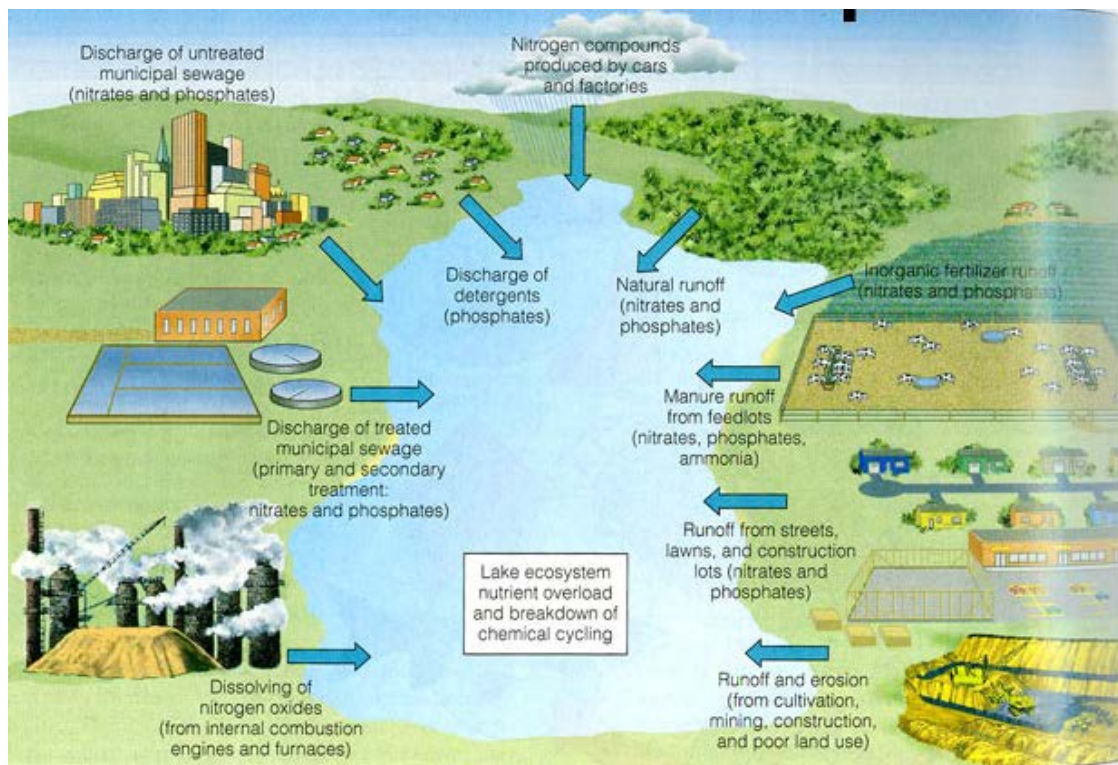 Discharge of untreated
municipal sewage
(nitrates and phosphates)
Nitrogen compounds
produced by cars
and factories
Discharge of
detergents
(phosphates)
Natural runoff
(nitrates and
phosphates)
Inorganic fertilizer runoff
(nitrates and phosphates)
Discharge of treated
municipal sewage
(primary and secondary
treatment:
nitrates and phosphates)
Manure runoff
from feedlots
(nitrates, phosphates,
ammonia)
Runoff from streets,
lawns, and construction
lots (nitrates and
phosphates)
Lake ecosystem
nutrient overload
and breakdown of
chemical cycling
Dissolving of
nitrogen oxides
(from internal combustion
engines and furnaces)
Runoff and erosion
(from cultivation,
mining, construction,
and poor land use)